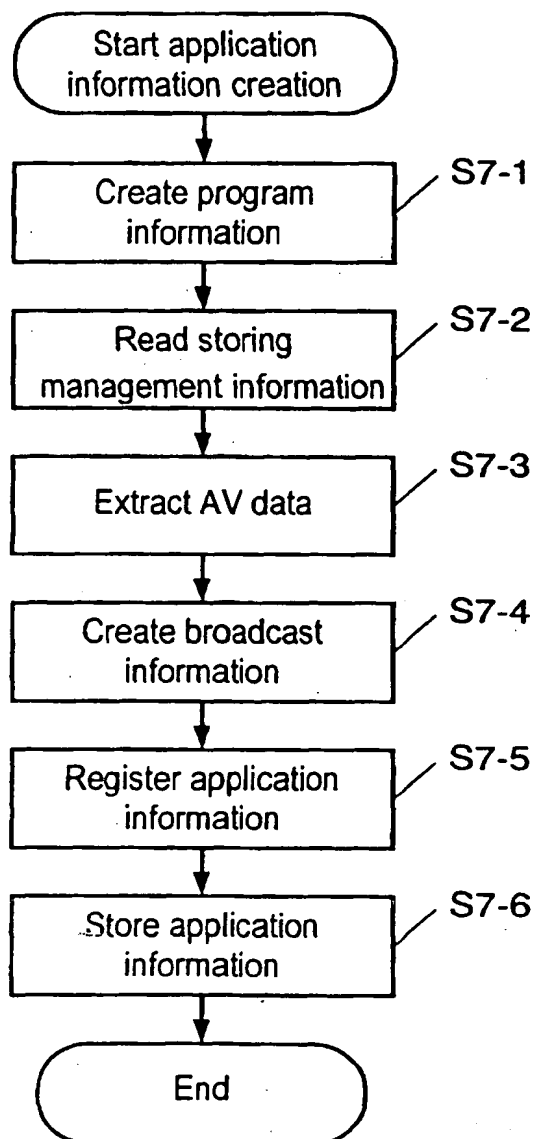 Start application
information creation
Create program
information
S7-1
Read storing
management information
S7-2
Extract AV data
S7-3
Create broadcast
information
S7-4
Register application
information
S7-5
Store application
information
S7-6
End